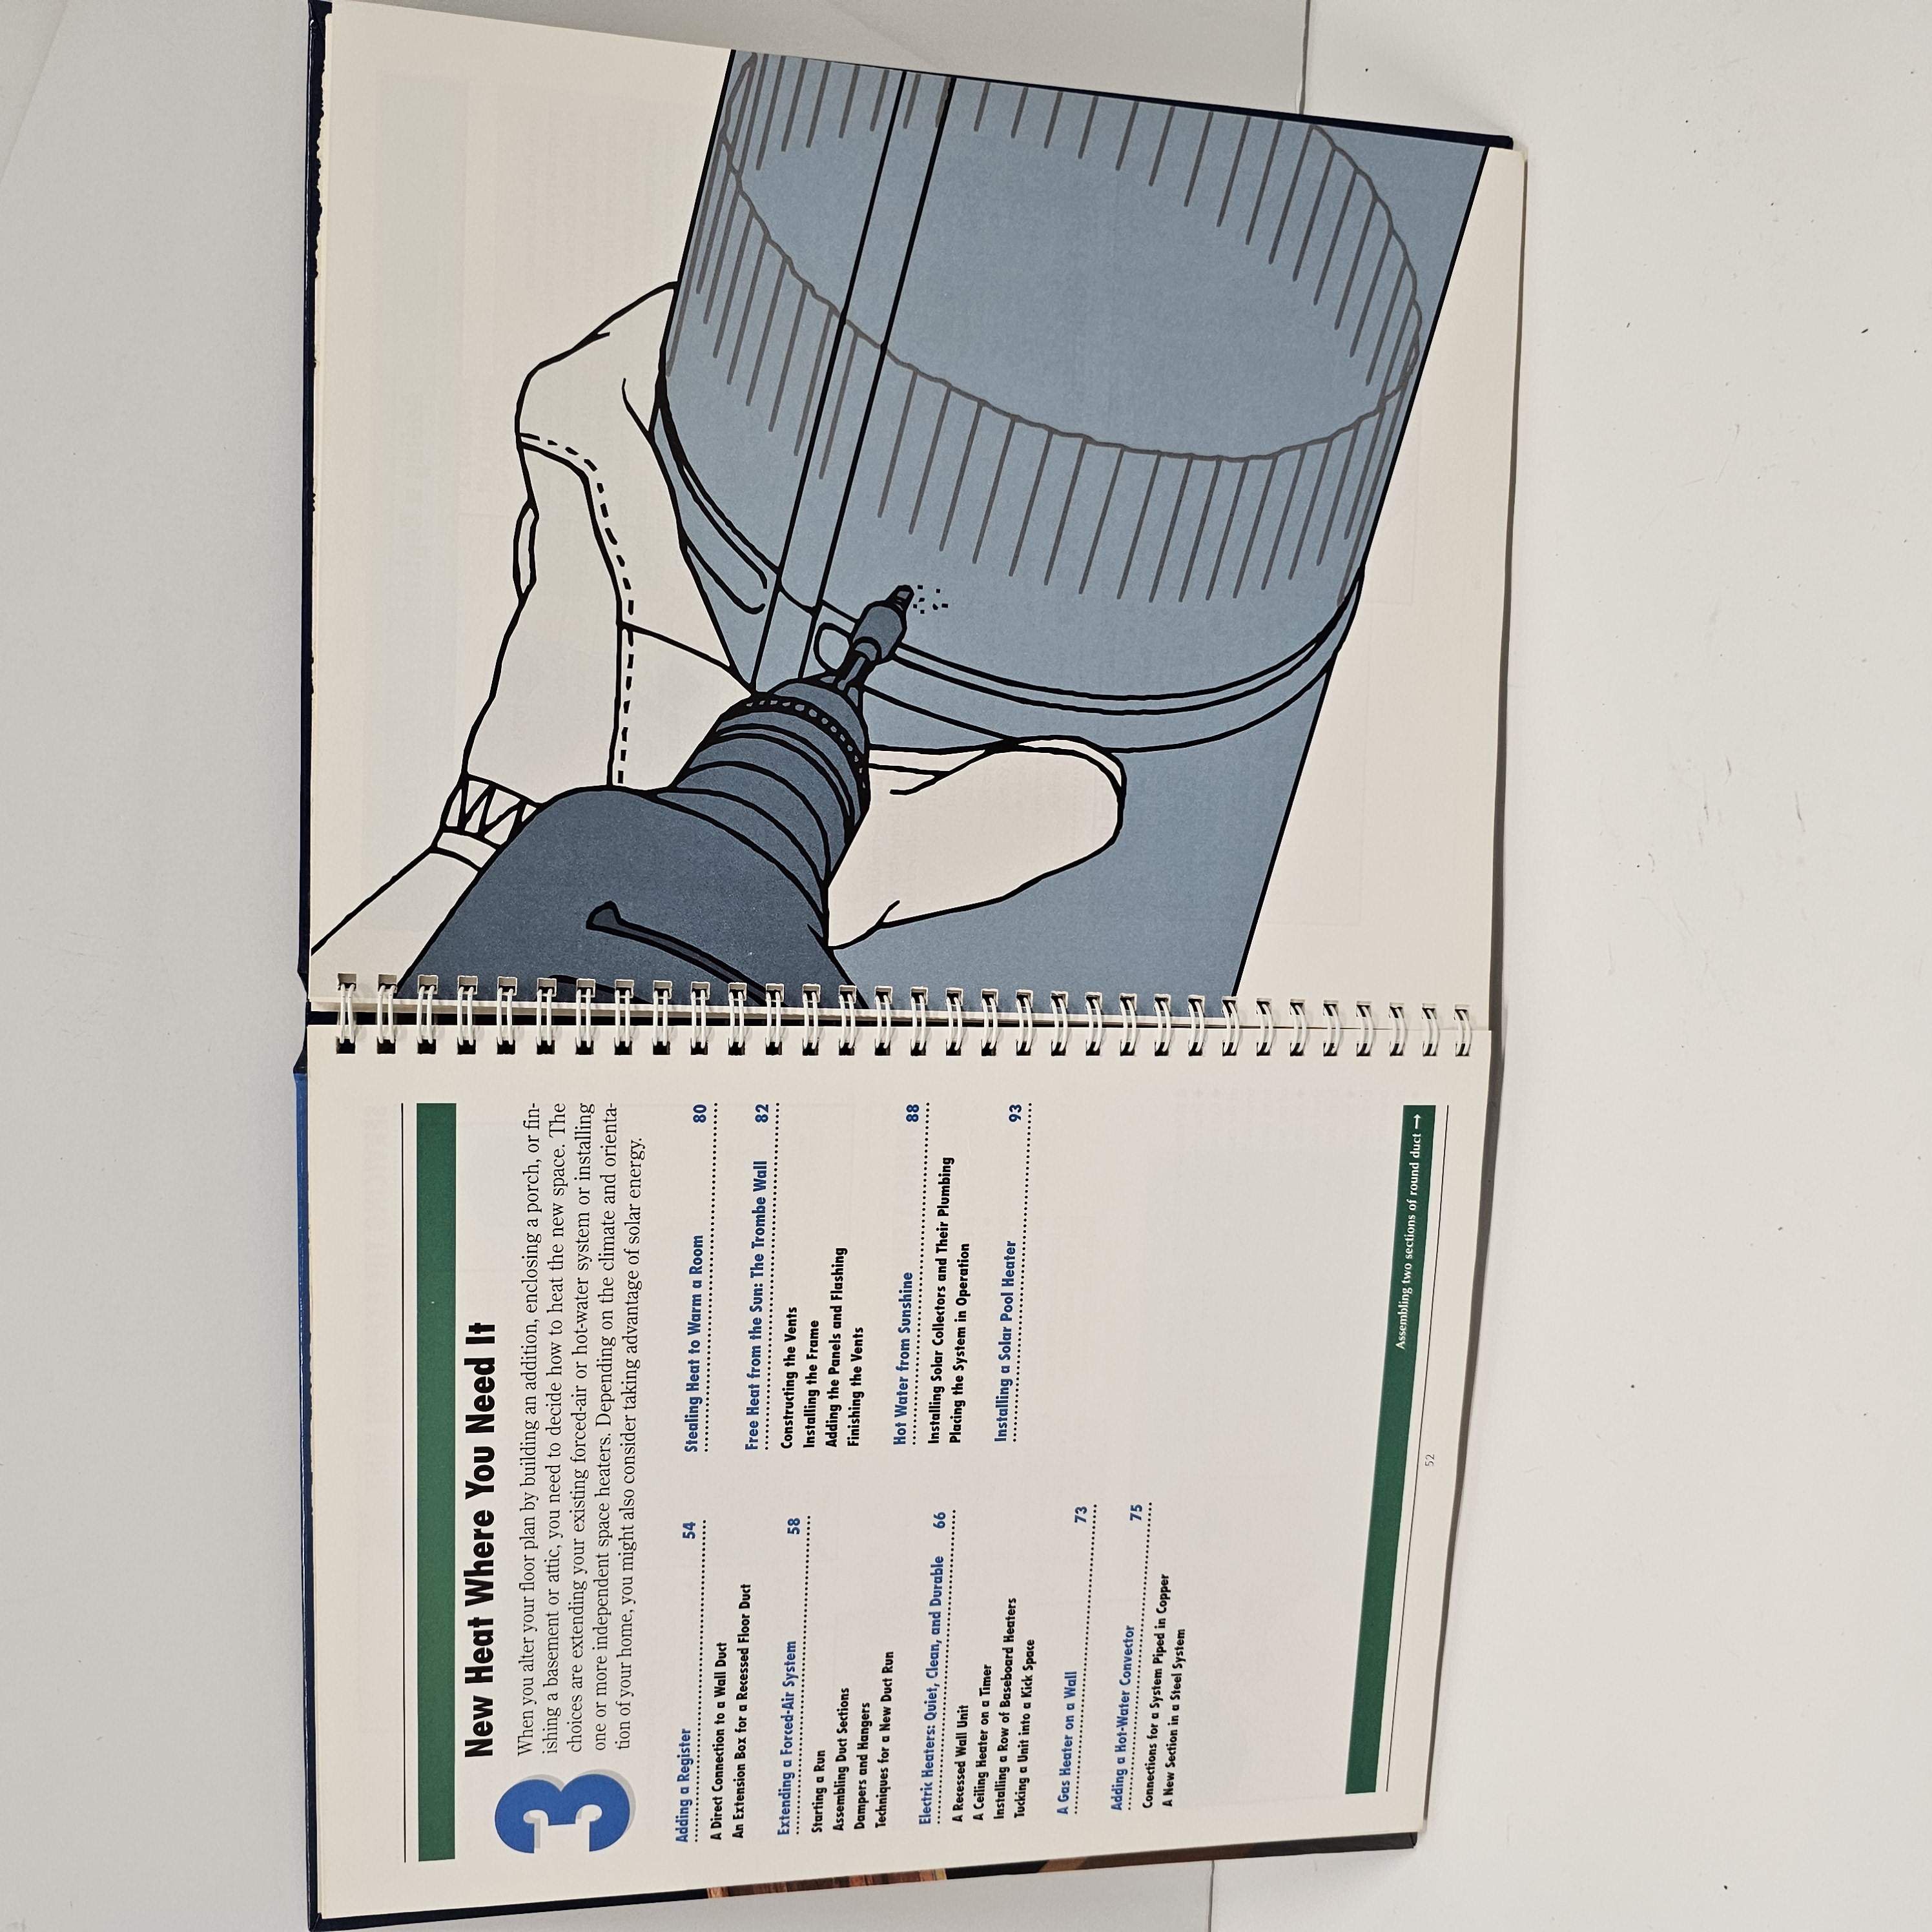 New Heat Where You Need It
3
When you alter your floor plan by building an addition, enclosing a porch, or fin-
ishing a basement or attic, you need to decide how to heat the new space. The
choices are extending your existing forced-air or hot-water system or installing
one or more independent space heaters. Depending on the climate and orienta-
tion of your home, you might also consider taking advantage of solar energy.
Adding a Register 54
A Direct Connection to a Wall Duct
An Extension Box for a Recessed Floor Duct
Extending a Forced-Air System 58
Starting a Run
Assembling Duct Sections
Dampers and Hangers
Techniques for a New Duct Run
Electric Heaters: Quiet, Clean, and Durable 66
A Recessed Wall Unit
A Ceiling Heater on a Timer
Installing a Row of Baseboard Heaters
Tucking a Unit into a Kick Space
A Gas Heater on a Wall 73
Adding a Hot-Water Convector 75
Connections for a System Piped in Copper
A New Section in a Steel System
Stealing Heat to Warm a Room 80
Free Heat from the Sun: The Trombe Wall 82
Constructing the Vents
Installing the Frame
Adding the Panels and Flashing
Finishing the Vents
Hot Water from Sunshine 88
Installing Solar Collectors and Their Plumbing
Placing the System in Operation
Installing a Solar Pool Heater 93
Assembling two sections of round duct →
52